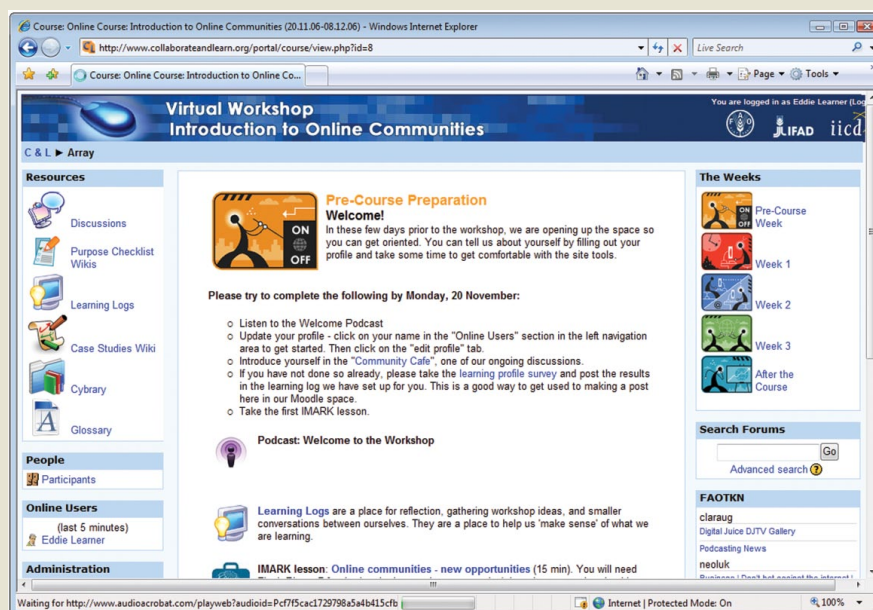 Course: Online Course: Introduction to Online Communities (20.11.06-08.12.06) - Windows Internet Explorer
http://www.collaborateandlearn.org/portal/course/view.php?id=8
Live Search
Course: Online Course: Introduction to Online Co...
Page
Tools
Virtual Workshop
Introduction to Online Communities
You are logged in as Eddie Learner (Log
FAO
JLIFAD
iicd
C & L ► Array
Resources
Discussions
Purpose Checklist
Wikis
Learning Logs
Case Studies Wiki
Cybrary
Glossary
People
Participants
Online Users
(last 5 minutes)
Eddie Learner
Administration
ON
OFF
Pre-Course Preparation
Welcome!
In these few days prior to the workshop, we are opening up the space so
you can get oriented. You can tell us about yourself by filling out your
profile and take some time to get comfortable with the site tools.
Please try to complete the following by Monday, 20 November:
Listen to the Welcome Podcast
Update your profile - click on your name in the "Online Users" section in the left navigation
area to get started. Then click on the "edit profile" tab.
Introduce yourself in the "Community Cafe", one of our ongoing discussions.
If you have not done so already, please take the learning profile survey and post the results
in the learning log we have set up for you. This is a good way to get used to making a post
here in our Moodle space.
Take the first IMARK lesson.
Podcast: Welcome to the Workshop
Learning Logs are a place for reflection, gathering workshop ideas, and smaller
conversations between ourselves. They are a place to help us 'make sense' of what we
are learning.
IMARK lesson: Online communities - new opportunities (15 min). You will need
The Weeks
ON
OFF
Pre-Course
Week
Week 1
Week 2
Week 3
After the
Course
Search Forums
Go
Advanced search
FAOTKN
claraug
Digital Juice DJTV Gallery
Podcasting News
neoluk
Waiting for http://www.audioacrobat.com/playweb?audioid=Pcf7f5cac1729798a5a4b415cfb
Internet | Protected Mode: On
100%